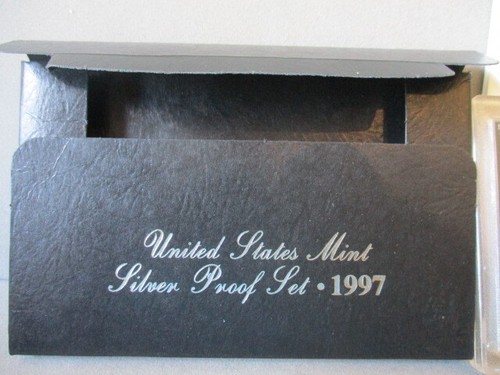 United States Mint
Silver Proof Set • 1997